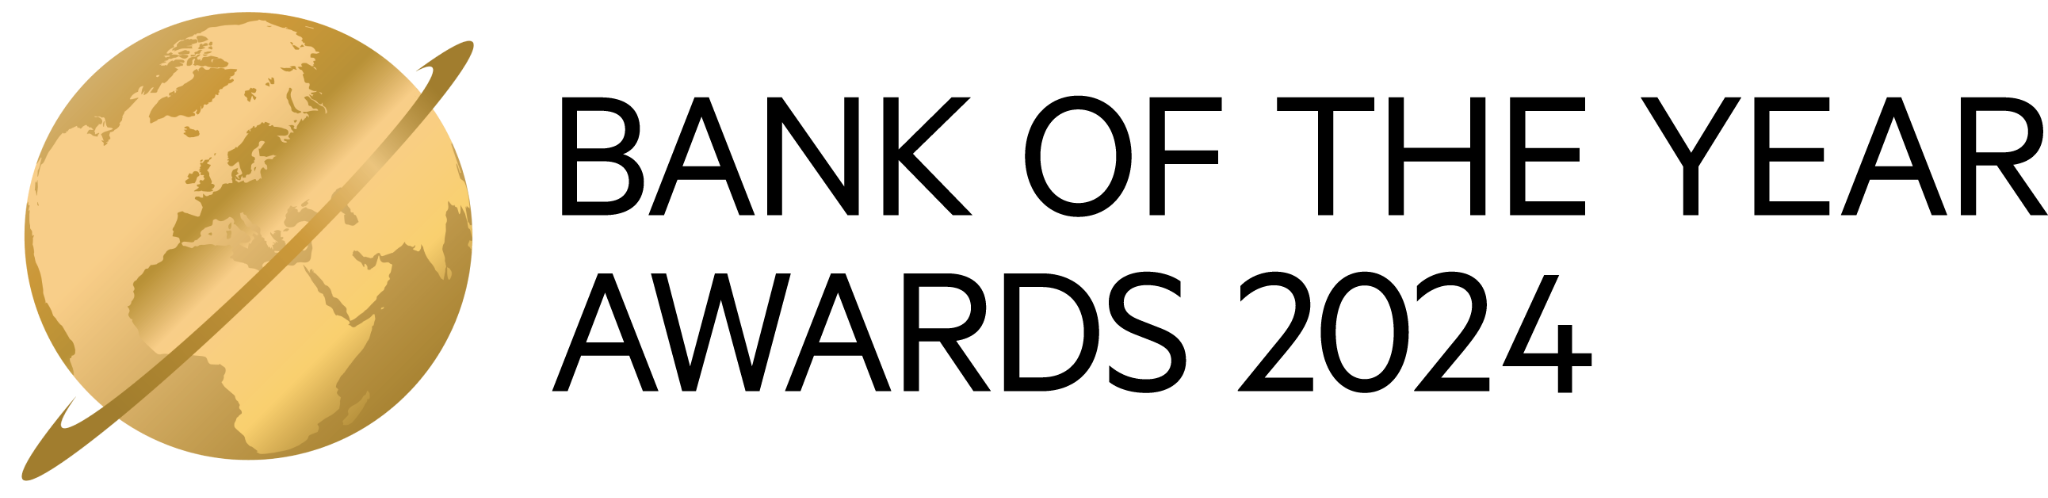 BANK OF THE YEAR
AWARDS 2024